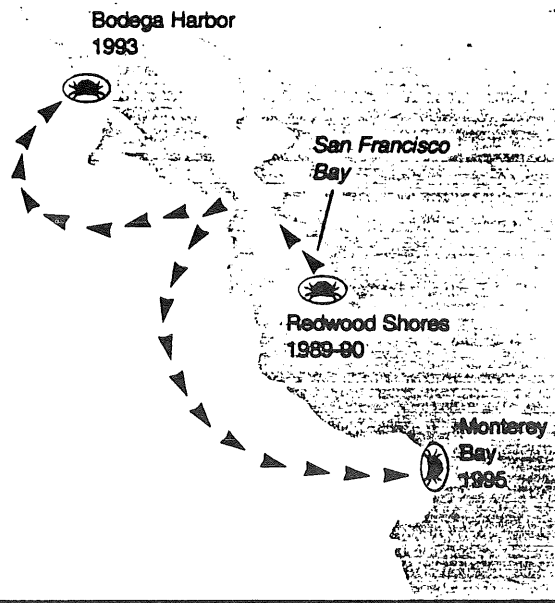 Bodega Harbor
1993
San Francisco
Bay
Redwood Shores
1989-90
Monterey
Bay
1995